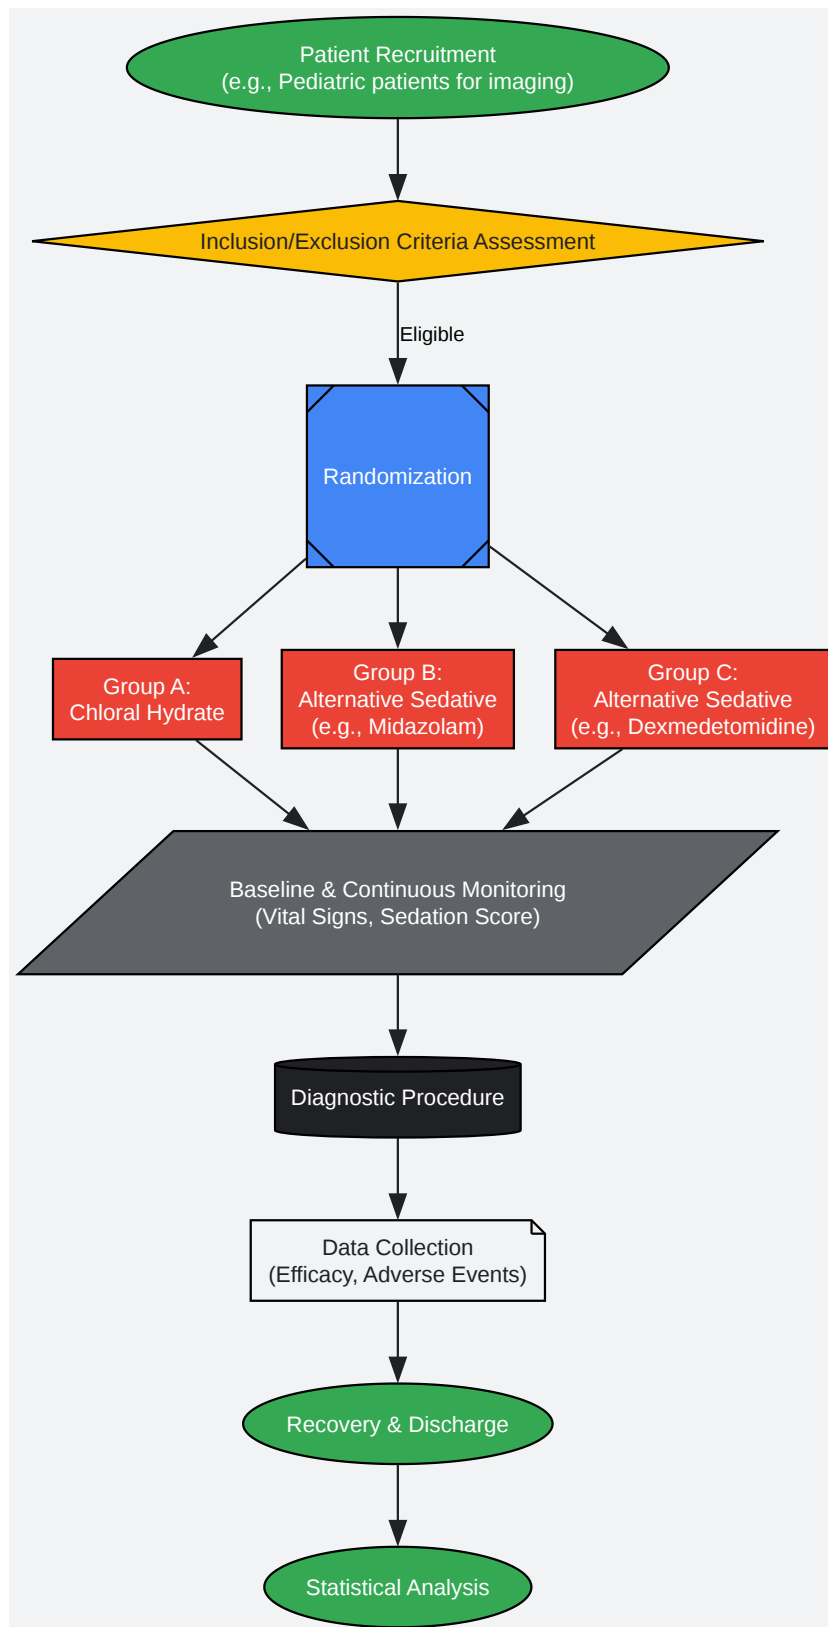 Patient Recruitment
(e.g., Pediatric patients for imaging)
Inclusion/Exclusion Criteria Assessment
Eligible
Randomization
Group A:
Chloral Hydrate
Group B:
Alternative Sedative
(e.g., Midazolam)
Group C:
Alternative Sedative
(e.g., Dexmedetomidine)
Baseline & Continuous Monitoring
(Vital Signs, Sedation Score)
Diagnostic Procedure
Data Collection
(Efficacy, Adverse Events)
Recovery & Discharge
Statistical Analysis